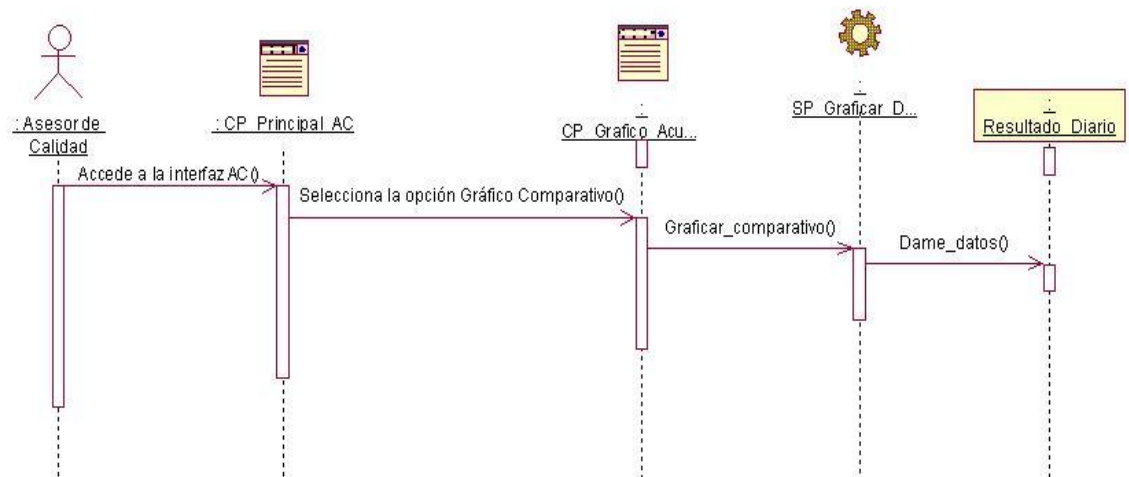 : Asesor de
Calidad
: CP_Principal_AC
:
CP_Grafico_Acu...
:
SP_Graficar_D...
:
Resultado_Diario
Accede a la interfaz AC()
Selecciona la opción Gráfico Comparativo()
Graficar_comparativo()
Dame_datos()